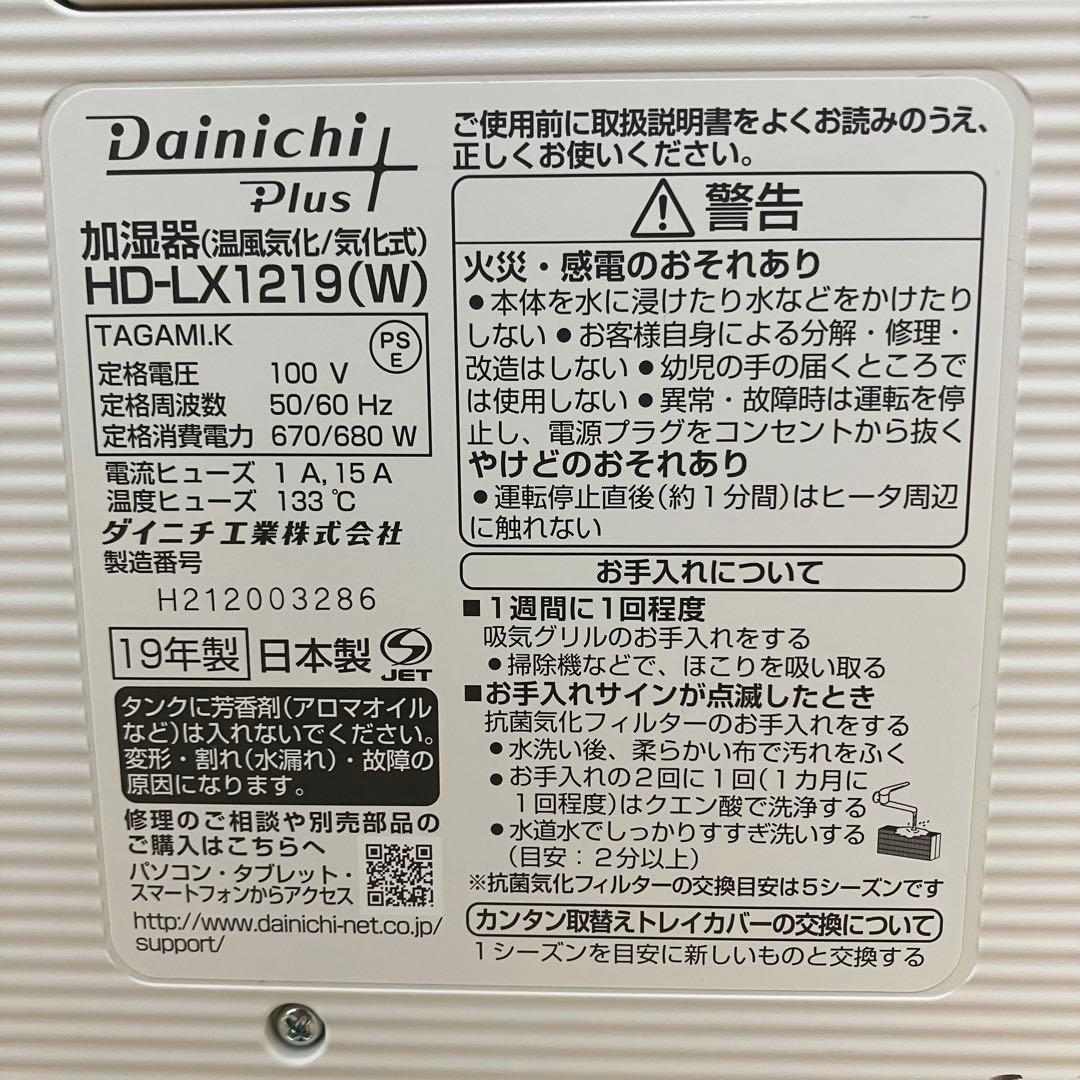 Dainichi
Plus
加湿器(温風気化/気化式)
HD-LX1219(W)
TAGAMI.K
PS
E
定格電圧 100 V
定格周波数 50/60 Hz
定格消費電力 670/680 W
電流ヒューズ 1 A, 15 A
温度ヒューズ 133 ℃
ダイニチ工業株式会社
製造番号
H212003286
19年製 日本製 JET
タンクに芳香剤(アロマオイル
など)は入れないでください。
変形・割れ(水漏れ)・故障の
原因になります。
修理のご相談や別売部品の
ご購入はこちらへ
パソコン・タブレット・
スマートフォンからアクセス
http://www.dainichi-net.co.jp/
support/
ご使用前に取扱説明書をよくお読みのうえ、
正しくお使いください。
警告
火災・感電のおそれあり
●本体を水に浸けたり水などをかけたり
しない ●お客様自身による分解・修理・
改造はしない ●幼児の手の届くところで
は使用しない ●異常・故障時は運転を停
止し、電源プラグをコンセントから抜く
やけどのおそれあり
●運転停止直後(約1分間)はヒータ周辺
に触れない
お手入れについて
■1週間に1回程度
吸気グリルのお手入れをする
●掃除機などで、ほこりを吸い取る
■お手入れサインが点滅したとき
抗菌気化フィルターのお手入れをする
●水洗い後、柔らかい布で汚れをふく
●お手入れの2回に1回(1カ月に
1回程度)はクエン酸で洗浄する
●水道水でしっかりすすぎ洗いする
(目安：2分以上)
※抗菌気化フィルターの交換目安は5シーズンです
カンタン取替えトレイカバーの交換について
1シーズンを目安に新しいものと交換する